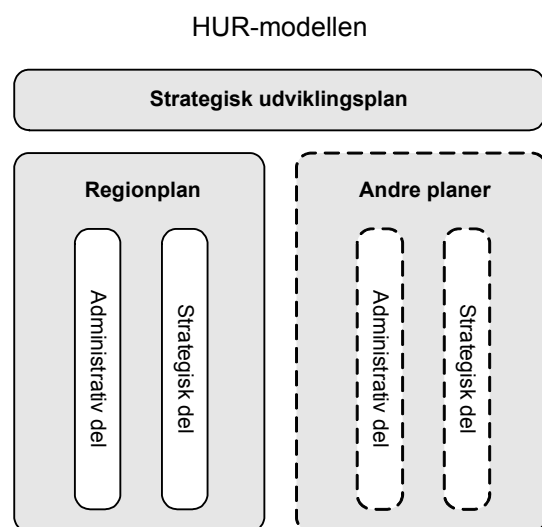 HUR-modellen
Strategisk udviklingsplan
Regionplan
Administrativ del
Strategisk del
Andre planer
Administrativ del
Strategisk del